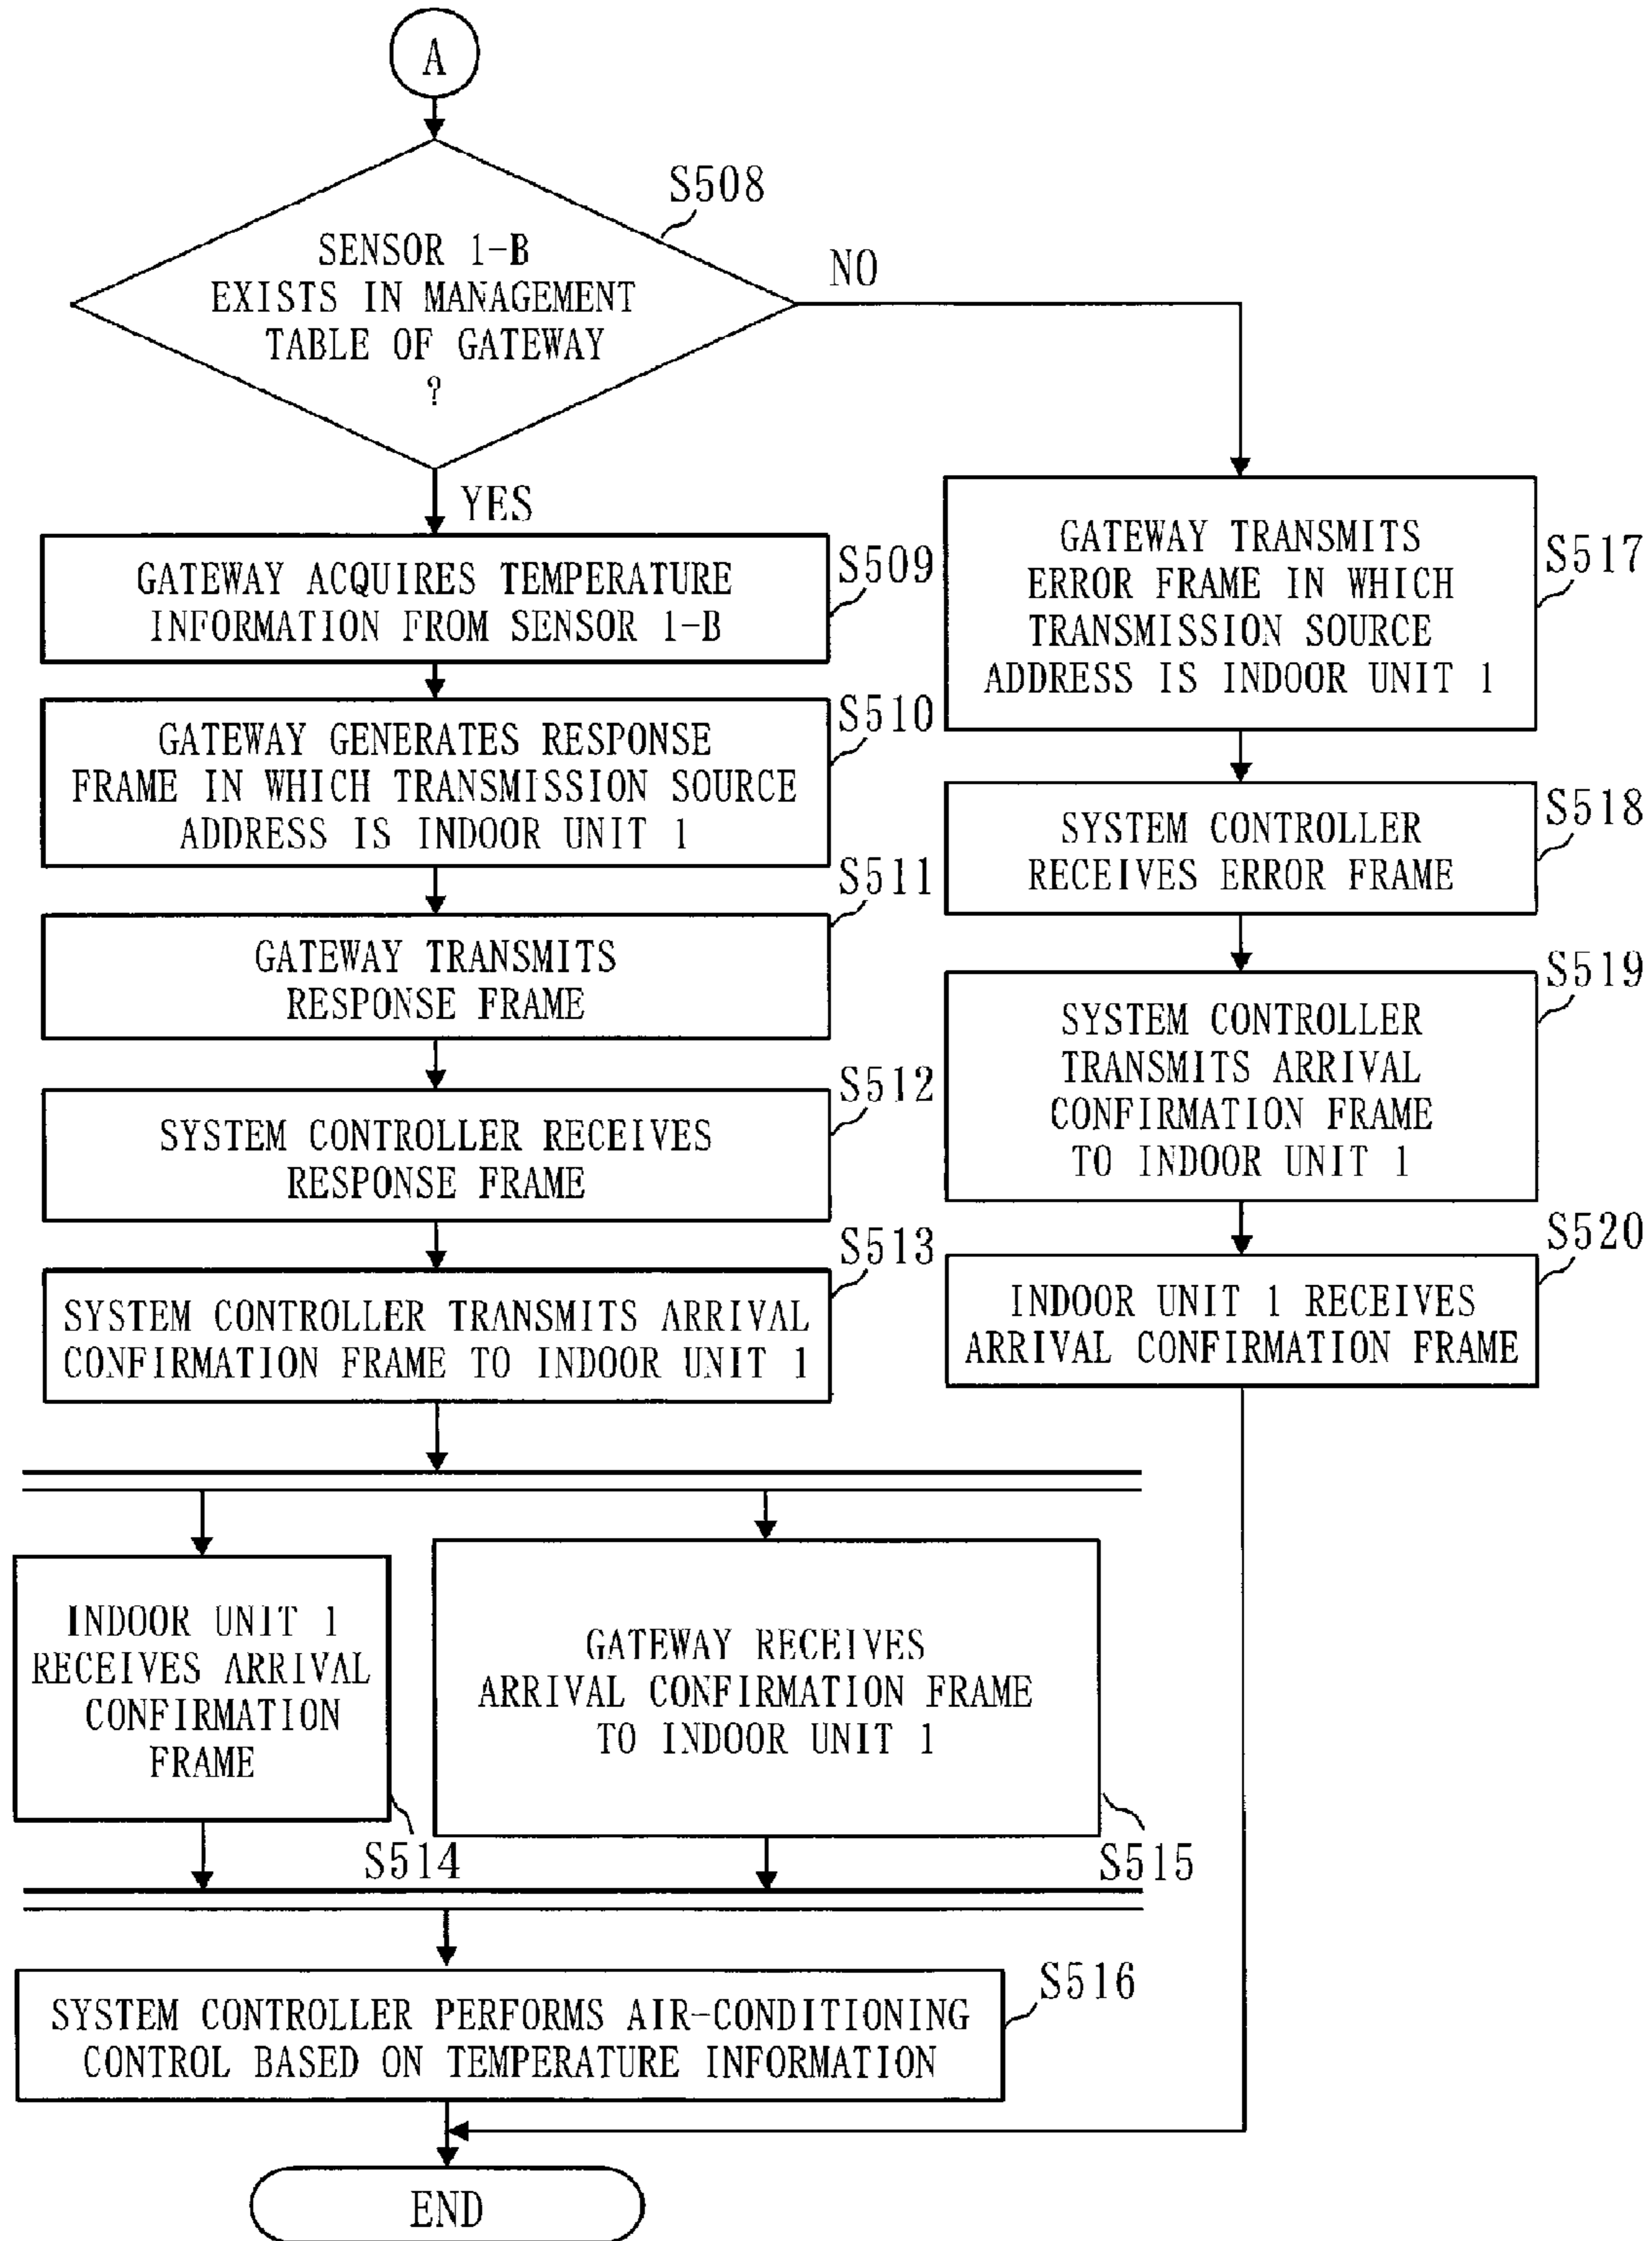 A
S508
SENSOR 1-B
EXISTS IN MANAGEMENT
TABLE OF GATEWAY
?
NO
YES
S509
GATEWAY ACQUIRES TEMPERATURE
INFORMATION FROM SENSOR 1-B
S510
GATEWAY GENERATES RESPONSE
FRAME IN WHICH TRANSMISSION SOURCE
ADDRESS IS INDOOR UNIT 1
S511
GATEWAY TRANSMITS
RESPONSE FRAME
S512
SYSTEM CONTROLLER RECEIVES
RESPONSE FRAME
S513
SYSTEM CONTROLLER TRANSMITS ARRIVAL
CONFIRMATION FRAME TO INDOOR UNIT 1
S517
GATEWAY TRANSMITS
ERROR FRAME IN WHICH
TRANSMISSION SOURCE
ADDRESS IS INDOOR UNIT 1
S518
SYSTEM CONTROLLER
RECEIVES ERROR FRAME
S519
SYSTEM CONTROLLER
TRANSMITS ARRIVAL
CONFIRMATION FRAME
TO INDOOR UNIT 1
S520
INDOOR UNIT 1 RECEIVES
ARRIVAL CONFIRMATION FRAME
INDOOR UNIT 1
RECEIVES ARRIVAL
CONFIRMATION
FRAME
S514
GATEWAY RECEIVES
ARRIVAL CONFIRMATION FRAME
TO INDOOR UNIT 1
S515
S516
SYSTEM CONTROLLER PERFORMS AIR-CONDITIONING
CONTROL BASED ON TEMPERATURE INFORMATION
END